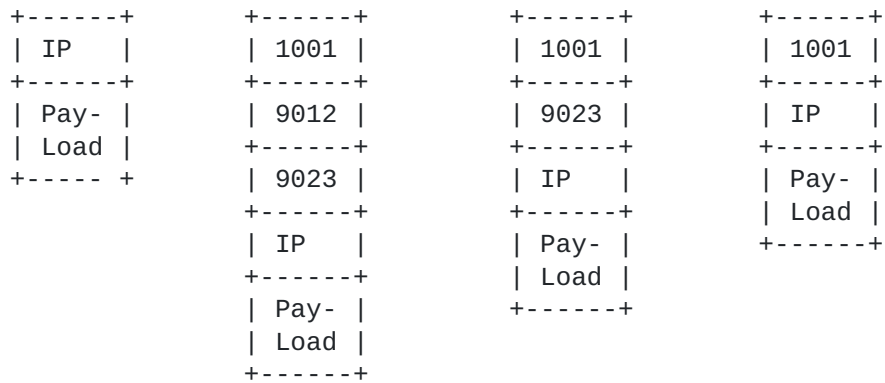 +------+       +------+         +------+        +------+
| IP   |       | 1001 |         | 1001 |        | 1001 |
+------+       +------+         +------+        +------+
| Pay- |       | 9012 |         | 9023 |        | IP   |
| Load |       +------+         +------+        +------+
+----- +       | 9023 |         | IP   |        | Pay- |
               +------+         +------+        | Load |
               | IP   |         | Pay- |        +------+
               +------+         | Load |
               | Pay- |         +------+
               | Load |
               +------+